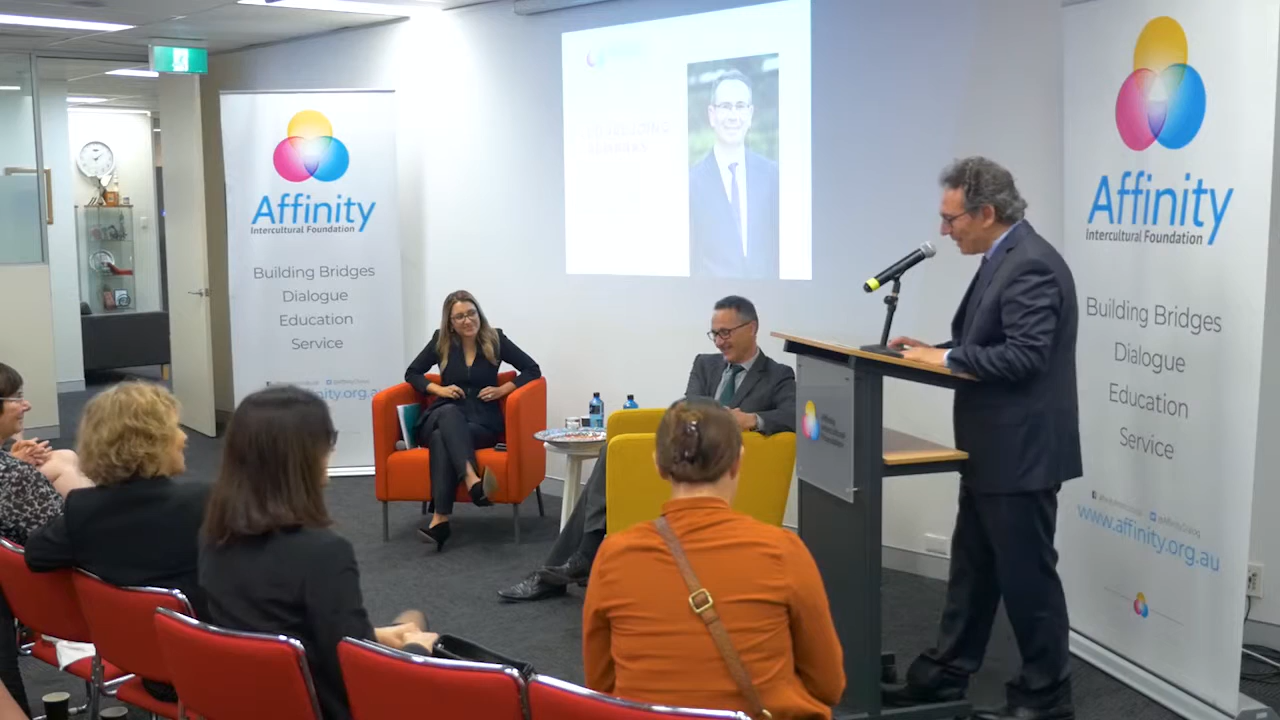 Affinity
Intercultural Foundation
Building Bridges
Dialogue
Education
Service
Affinity
Intercultural Foundation
Building Bridges
Dialogue
Education
Service
www.affinity.org.au